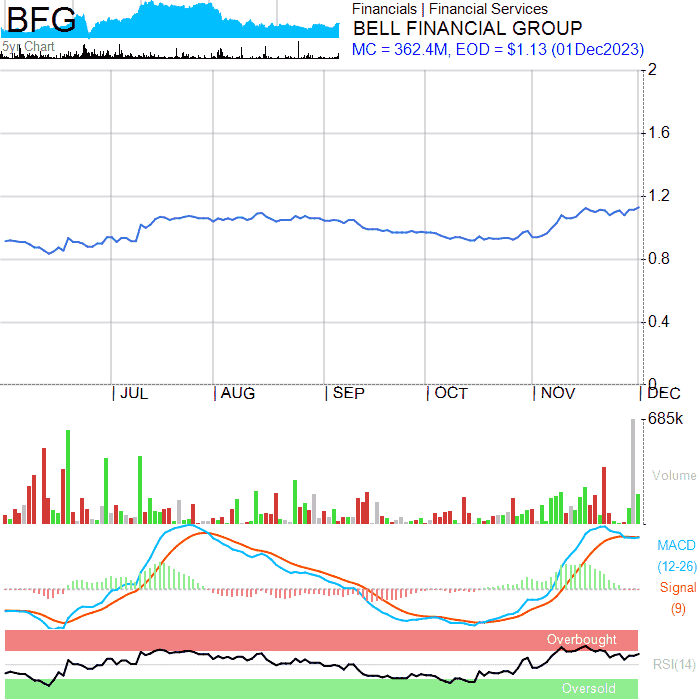 BFG
5yr Chart
Financials | Financial Services
BELL FINANCIAL GROUP
MC = 362.4M, EOD = $1.13 (01Dec2023)
2
1.6
1.2
0.8
0.4
0
JUL AUG SEP OCT NOV DEC
685k
Volume
MACD
(12-26)
Signal
(9)
Overbought
RSI(14)
Oversold